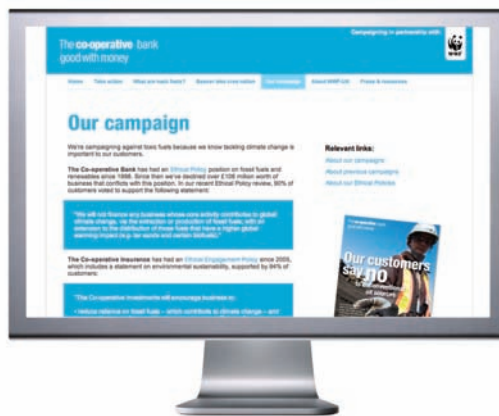 Campaigning in partnership with:
The co-operative bank
good with money
WWF
Home Take action What are toxic fuels? Our campaign About WWF-UK Press & resources
Our campaign
We're campaigning against toxic fuels because we know tackling climate change is
important to our customers.
The Co-operative Bank has had an Ethical Policy position on fossil fuels and
renewables since 1998. Since then we've declined over £108 million worth of
business that conflicts with this position. In our recent Ethical Policy review, 90% of
customers voted to support the following statement:
"We will not finance any business whose core activity contributes to global
climate change, via the extraction or production of fossil fuels, with an
extension to the distribution of those fuels that have a higher global
warming impact (e.g. tar sands and certain biofuels)."
The Co-operative Insurance has had an Ethical Engagement Policy since 2005,
which includes a statement on environmental sustainability, supported by 94% of
customers:
"The Co-operative Investments will encourage business to:
• reduce reliance on fossil fuels – which contribute to climate change – and
Relevant links:
About our campaigns
About previous campaigns
About our Ethical Policies
The co-operative bank
Our customers
say no